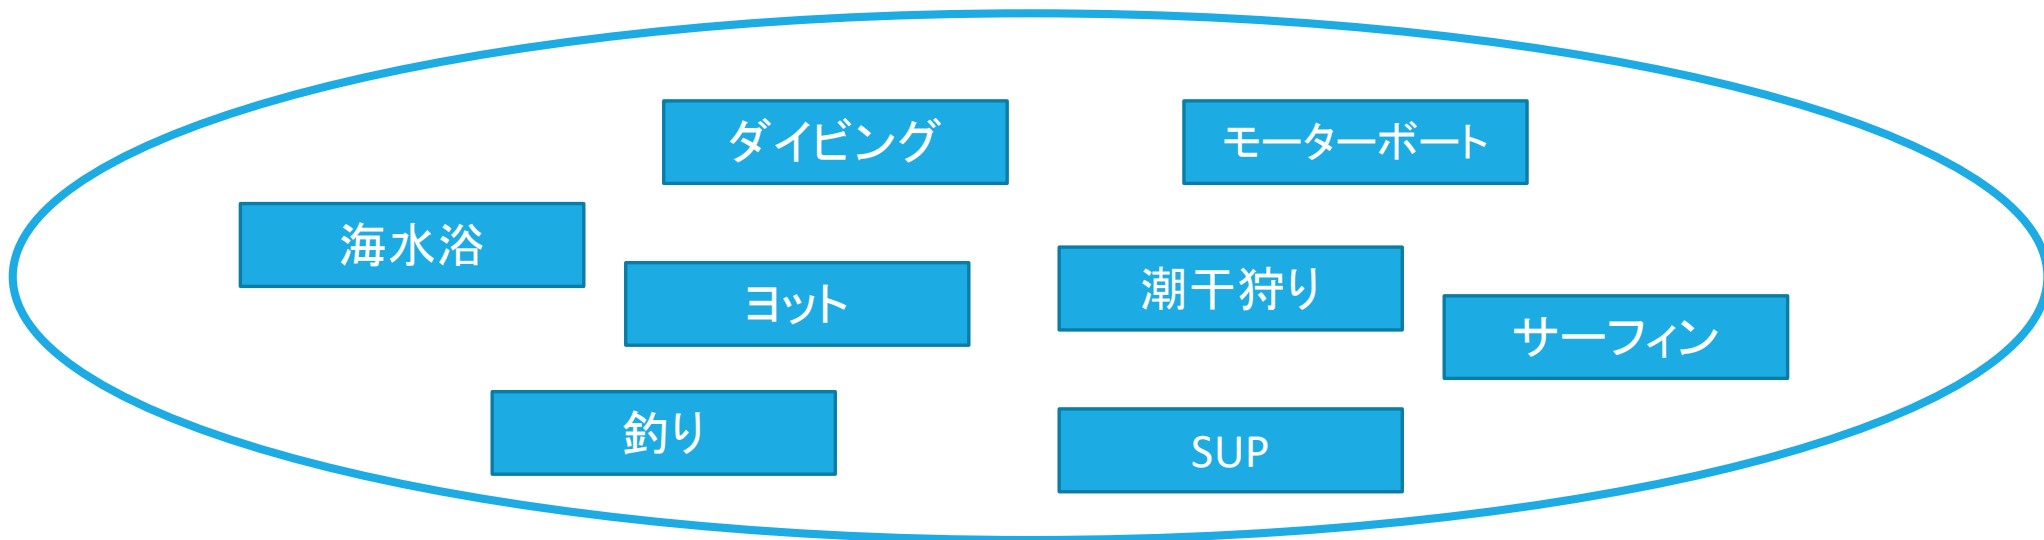 ダイビング
モーターボート
海水浴
ヨット
潮干狩り
サーフィン
釣り
SUP